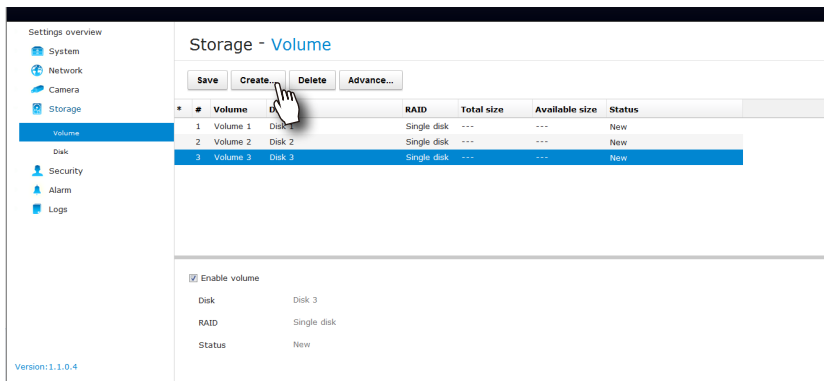 Settings overview
System
Network
Camera
Storage
Volume
Disk
Security
Alarm
Logs
Version:1.1.0.4
Storage - Volume
Save Create... Delete Advance...
* # Volume RAID Total size Available size Status
1 Volume 1 Disk 1 Single disk --- --- New
2 Volume 2 Disk 2 Single disk --- --- New
3 Volume 3 Disk 3 Single disk --- --- New
Enable volume
Disk Disk 3
RAID Single disk
Status New